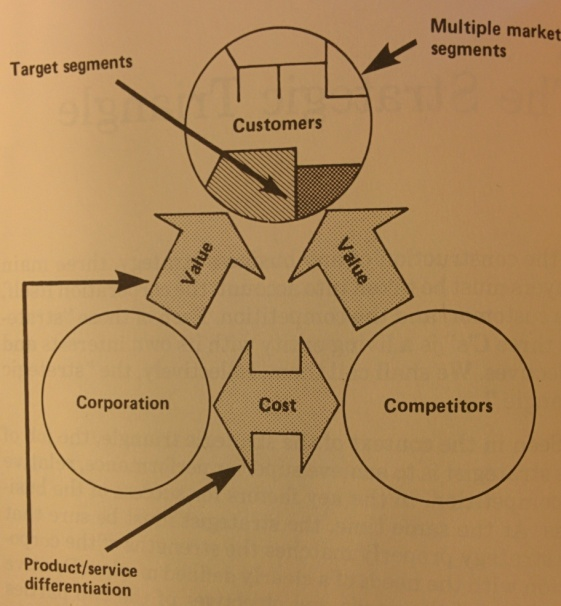 Multiple market
segments
Target segments
Customers
Value
Value
Corporation
Cost
Competitors
Product/service
differentiation